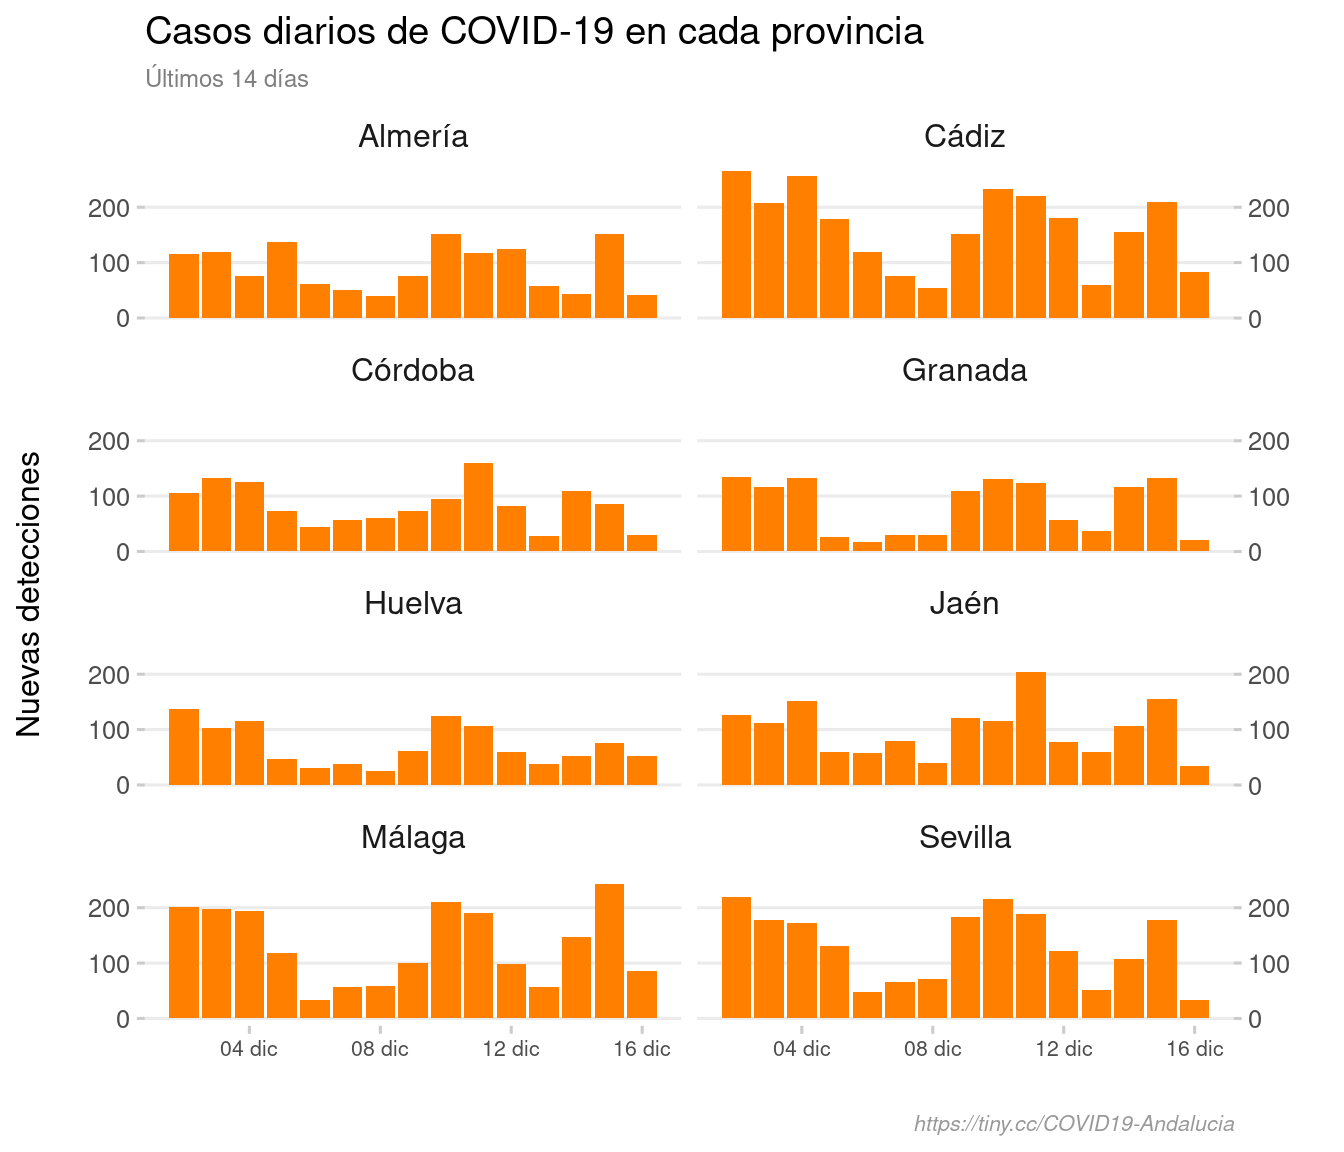 Casos diarios de COVID-19 en cada provincia
Últimos 14 días
Almería
Cádiz
200
100
0
200
100
0
Córdoba
Granada
200
100
0
200
100
0
Nuevas detecciones
Huelva
Jaén
200
100
0
200
100
0
Málaga
Sevilla
200
100
0
200
100
0
04 dic 08 dic 12 dic 16 dic
04 dic 08 dic 12 dic 16 dic
https://tiny.cc/COVID19-Andalucia